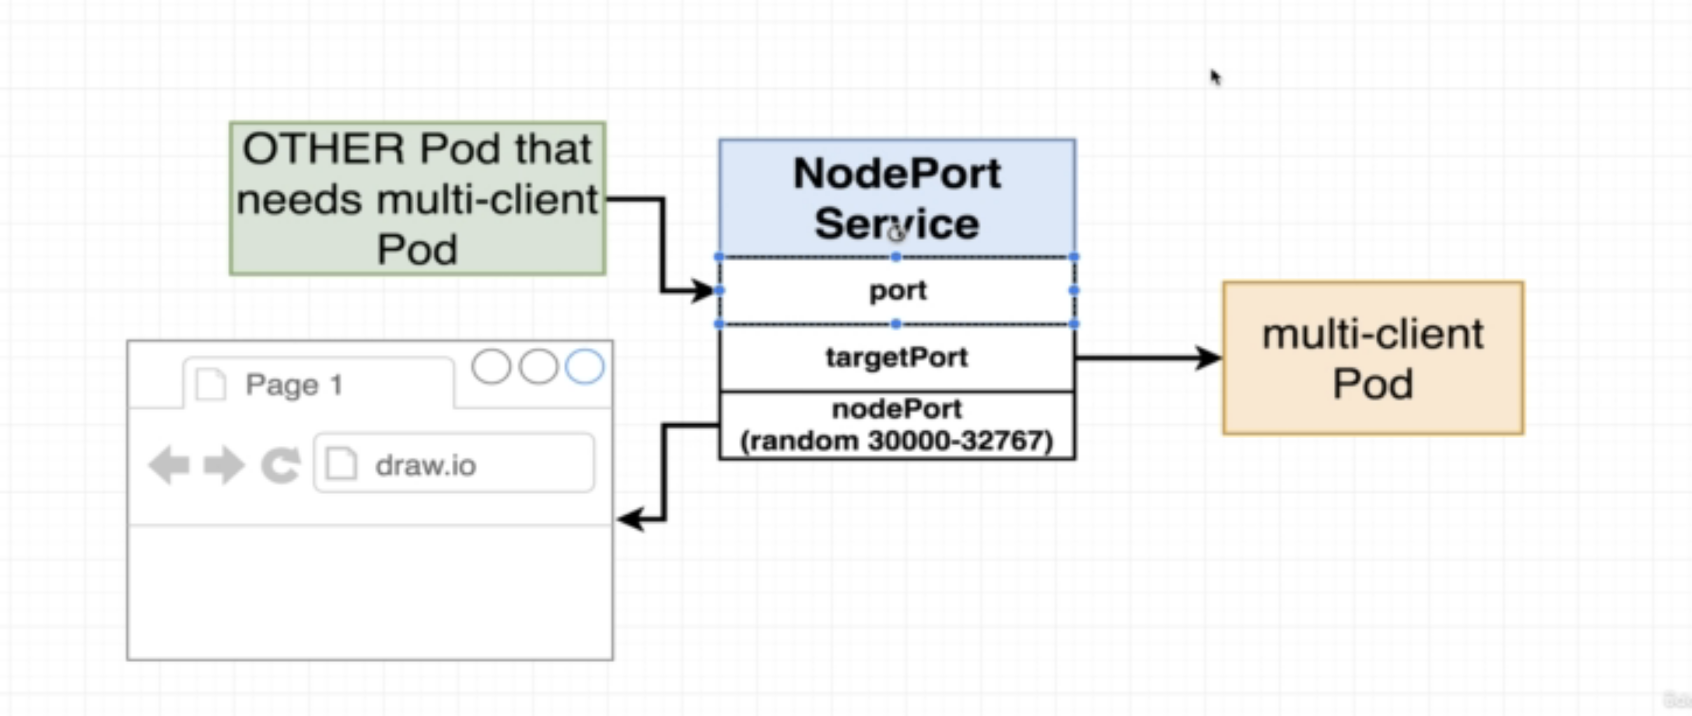 OTHER Pod that
needs multi-client
Pod
NodePort
Service
port
targetPort
nodePort
(random 30000-32767)
multi-client
Pod
Page 1
draw.io